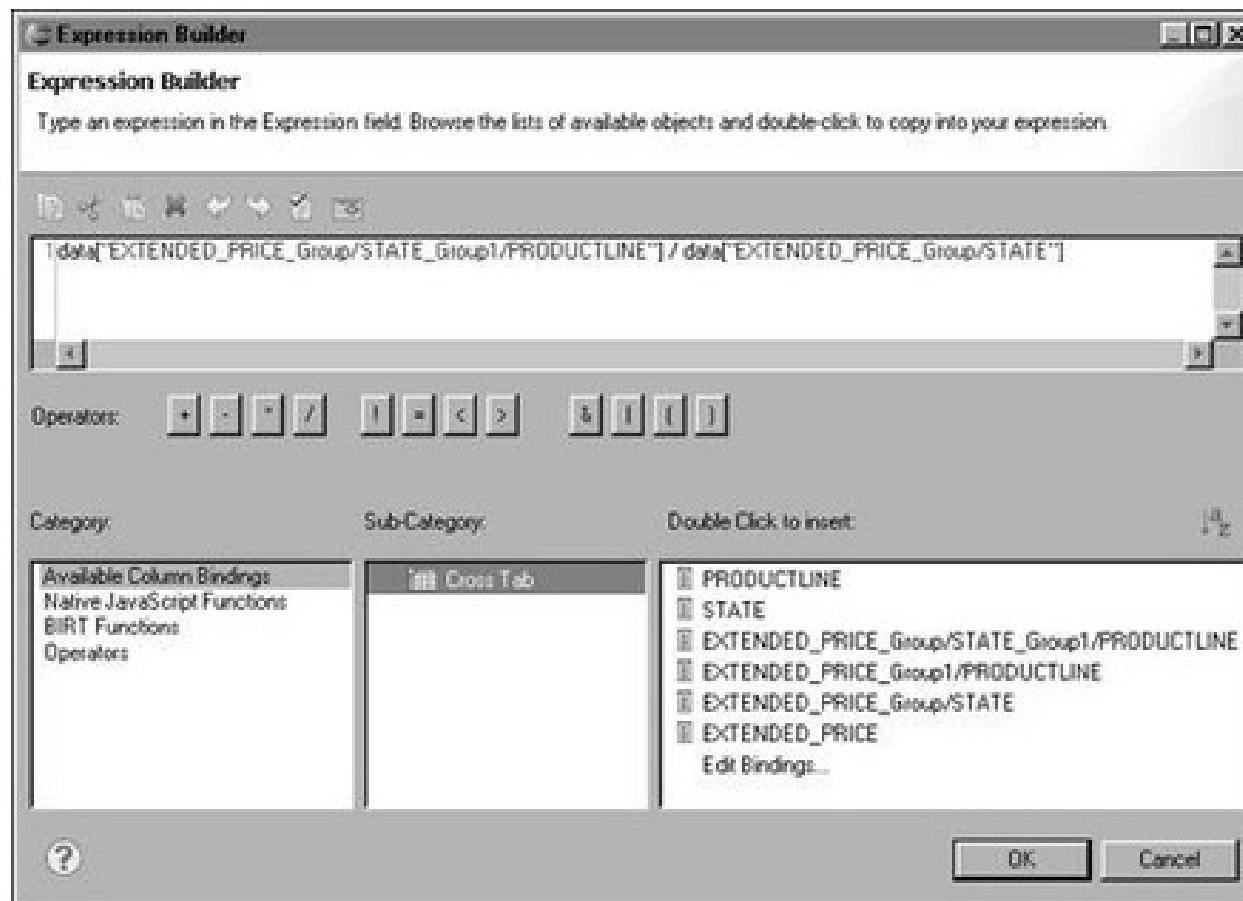 Expression Builder
Expression Builder
Type an expression in the Expression field. Browse the lists of available objects and double-click to copy into your expression.
1 data["EXTENDED_PRICE_Group/STATE_Group1/PRODUCTLINE"] / data["EXTENDED_PRICE_Group/STATE"]
Operators: + - * / ! = < > & | ( )
Category: Sub-Category: Double Click to insert:
Available Column Bindings
Native JavaScript Functions
BIRT Functions
Operators
Cross Tab
PRODUCTLINE
STATE
EXTENDED_PRICE_Group/STATE_Group1/PRODUCTLINE
EXTENDED_PRICE_Group1/PRODUCTLINE
EXTENDED_PRICE_Group/STATE
EXTENDED_PRICE
Edit Bindings...
? OK Cancel